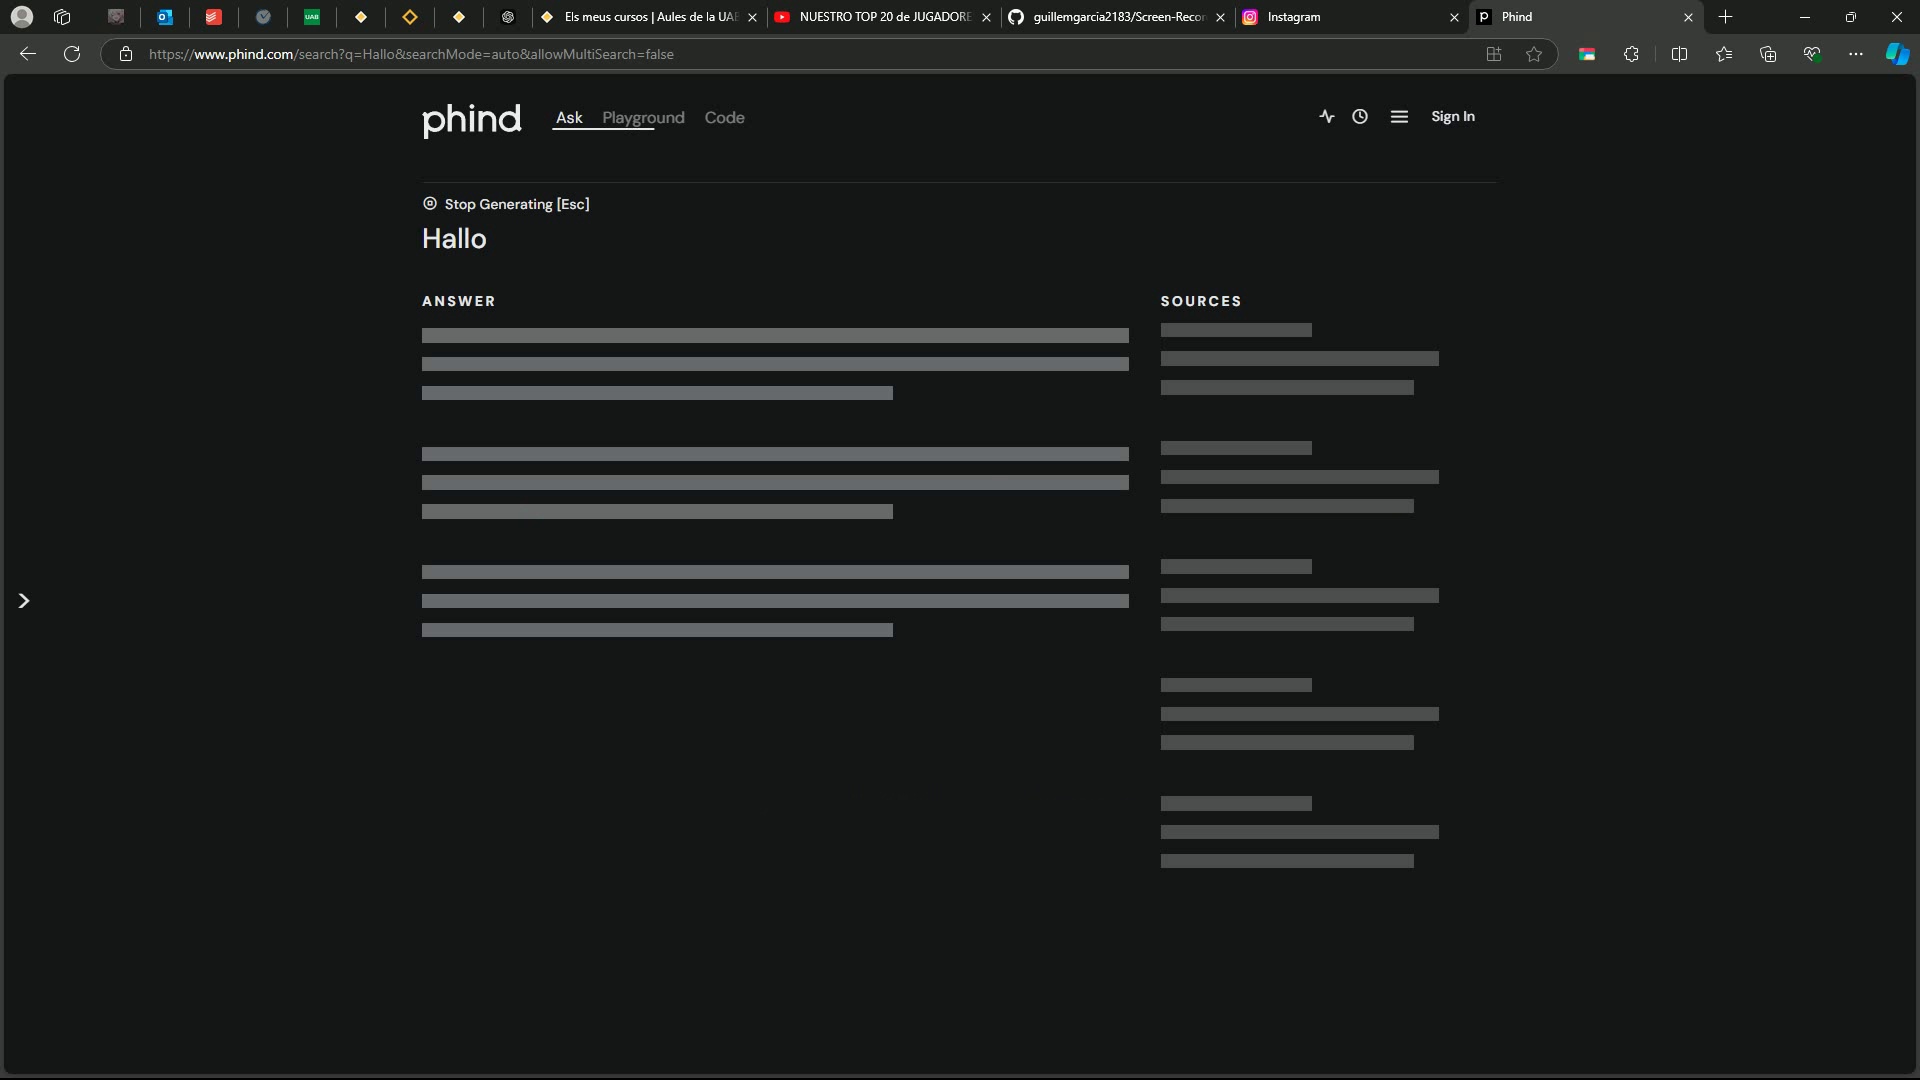 UAB
Els meus cursos | Aules de la UAB
NUESTRO TOP 20 de JUGADORE
guillemgarcia2183/Screen-Recor
Instagram
Phind
https://www.phind.com/search?q=Hallo&searchMode=auto&allowMultiSearch=false
phind
Ask
Playground
Code
Sign In
Stop Generating [Esc]
Hallo
ANSWER
SOURCES